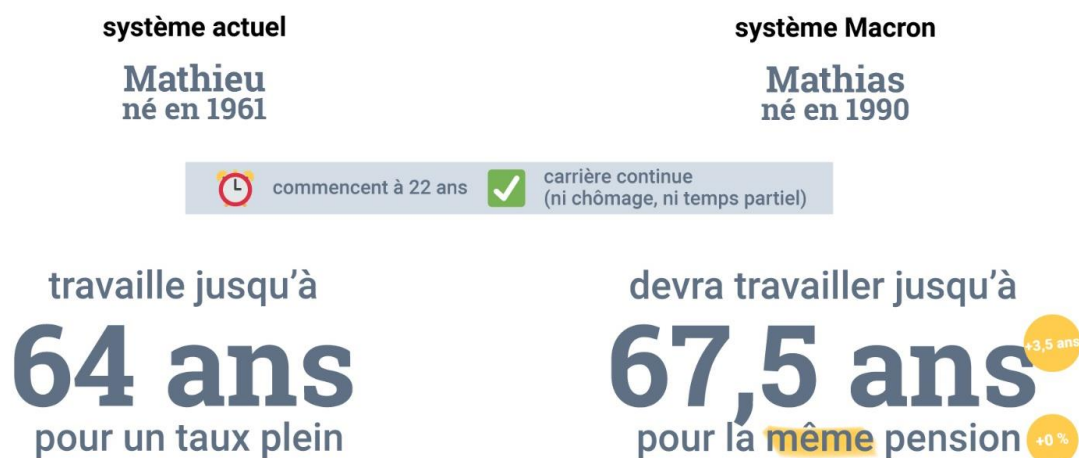 système actuel
Mathieu
né en 1961
système Macron
Mathias
né en 1990
commencent à 22 ans
carrière continue
(ni chômage, ni temps partiel)
travaille jusqu’à
64 ans
pour un taux plein
devra travailler jusqu’à
67,5 ans
+3,5 ans
pour la même pension
+0 %